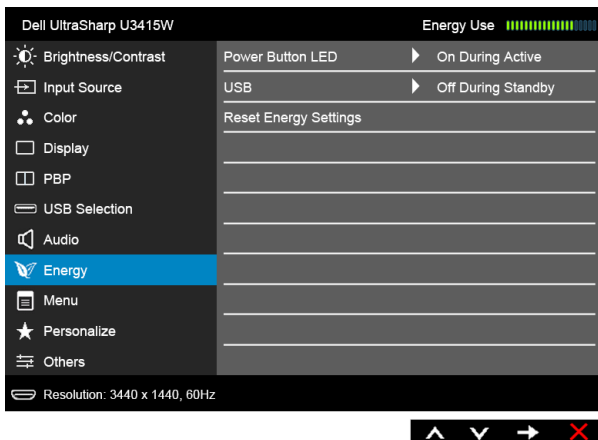 Dell UltraSharp U3415W Energy Use
Brightness/Contrast Power Button LED On During Active
Input Source USB Off During Standby
Color Reset Energy Settings
Display
PBP
USB Selection
Audio
Energy
Menu
Personalize
Others
Resolution: 3440 x 1440, 60Hz